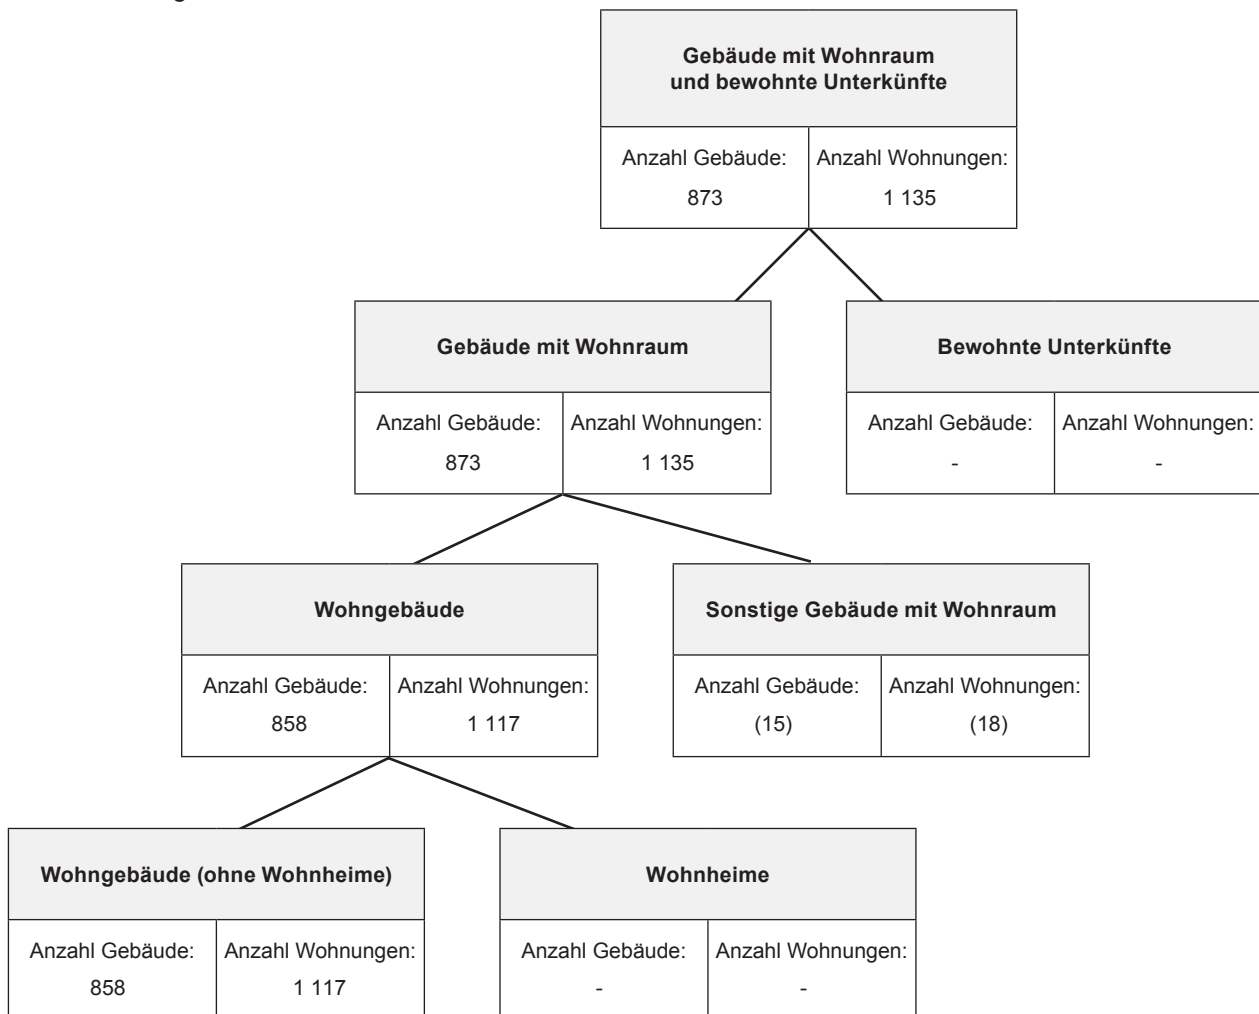 Gebäude mit Wohnraum
und bewohnte Unterkünfte
Anzahl Gebäude:
873
Anzahl Wohnungen:
1 135
Gebäude mit Wohnraum
Anzahl Gebäude:
873
Anzahl Wohnungen:
1 135
Bewohnte Unterkünfte
Anzahl Gebäude:
-
Anzahl Wohnungen:
-
Wohngebäude
Anzahl Gebäude:
858
Anzahl Wohnungen:
1 117
Sonstige Gebäude mit Wohnraum
Anzahl Gebäude:
(15)
Anzahl Wohnungen:
(18)
Wohngebäude (ohne Wohnheime)
Anzahl Gebäude:
858
Anzahl Wohnungen:
1 117
Wohnheime
Anzahl Gebäude:
-
Anzahl Wohnungen:
-